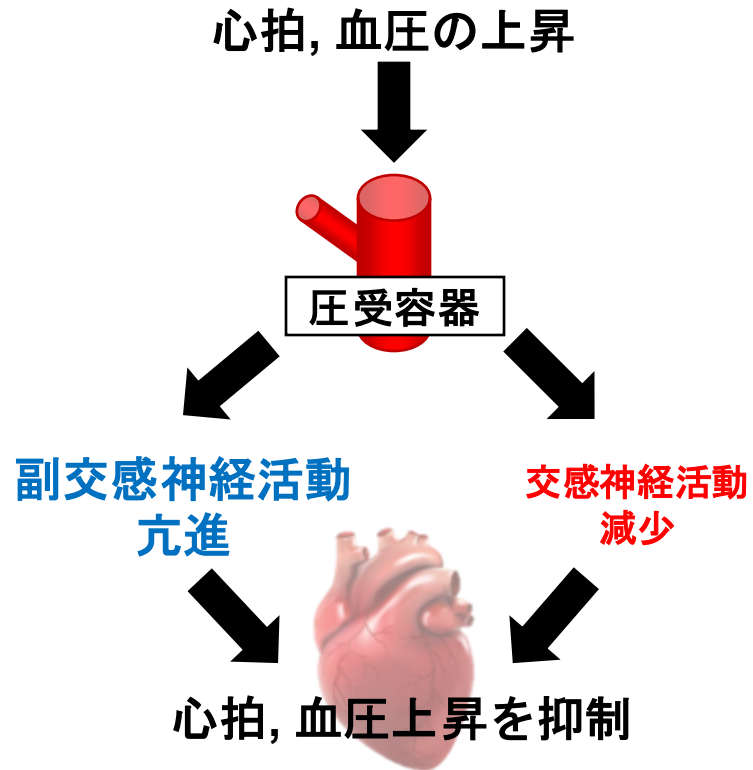 心拍, 血圧の上昇
圧受容器
副交感神経活動
亢進
交感神経活動
減少
心拍, 血圧上昇を抑制